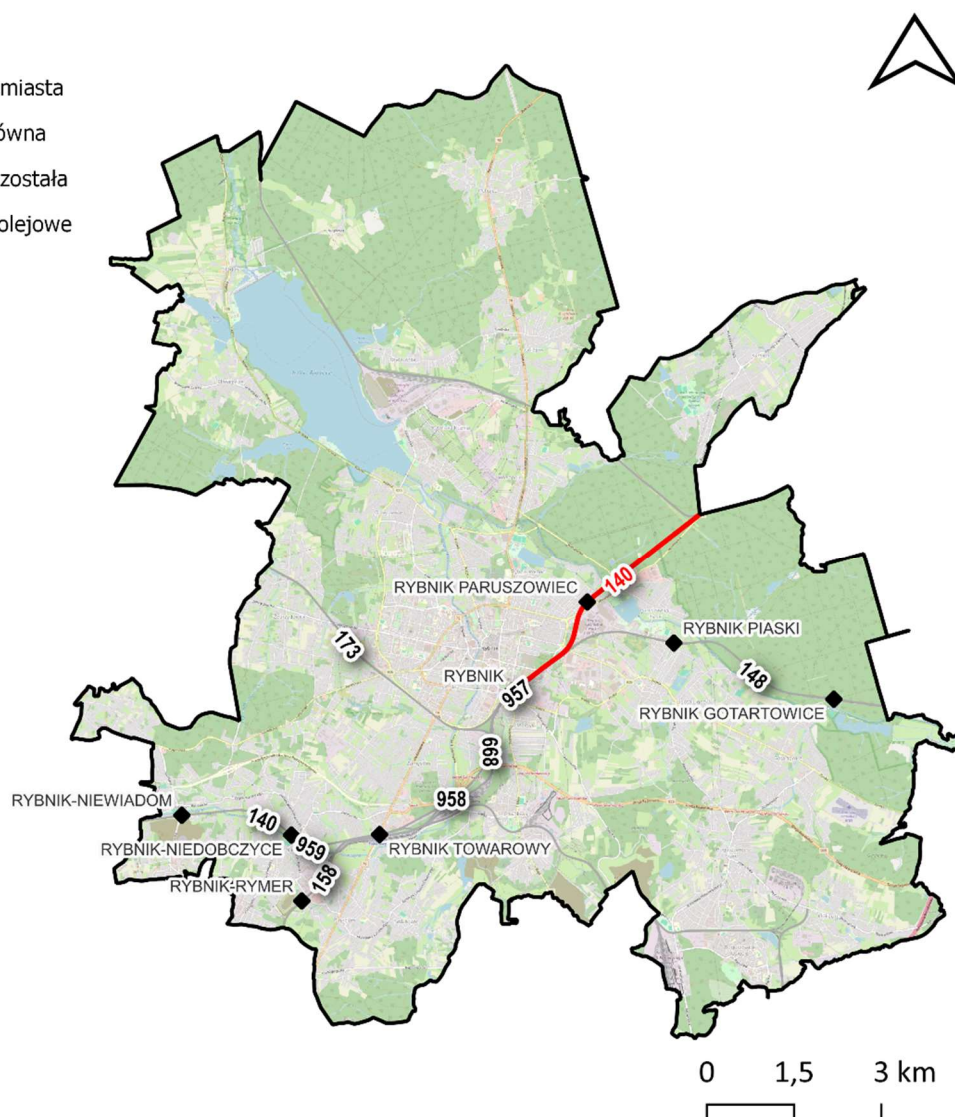 miasta
ówna
została
olejowe
140
RYBNIK PARUSZOWIEC
RYBNIK PIASKI
173
RYBNIK
957
148
RYBNIK GOTARTOWICE
899
958
RYBNIK-NIEWIADOM
140
959
RYBNIK-NIEDOBCZYCE
RYBNIK TOWAROWY
RYBNIK-RYMER
158
0 1,5 3 km